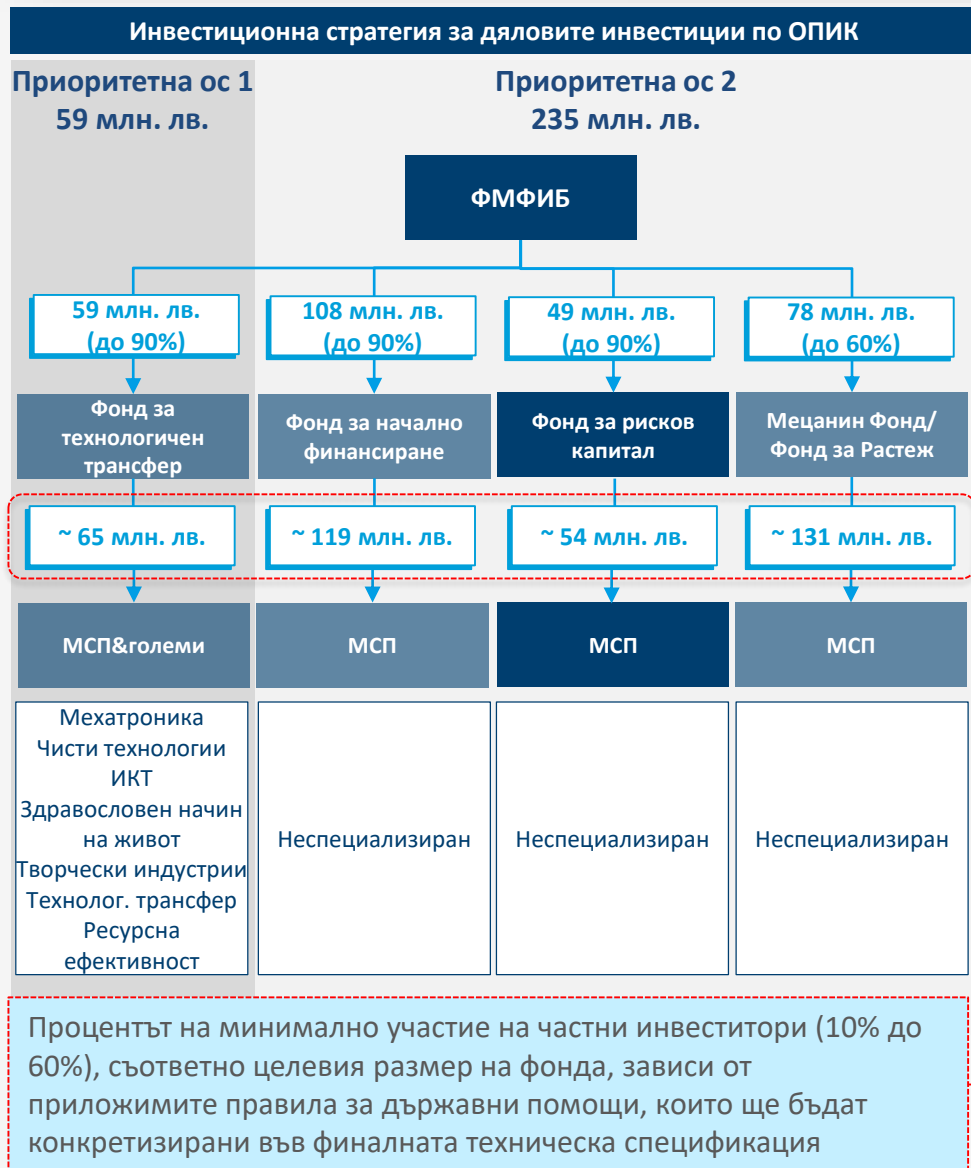 Инвестиционна стратегия за дяловите инвестиции по ОПИК
Приоритетна ос 1
59 млн. лв.
Приоритетна ос 2
235 млн. лв.
ФМФИБ
59 млн. лв.
(до 90%)
108 млн. лв.
(до 90%)
49 млн. лв.
(до 90%)
78 млн. лв.
(до 60%)
Фонд за
технологичен
трансфер
Фонд за начално
финансиране
Фонд за рисков
капитал
Мецанин Фонд/
Фонд за Растеж
~ 65 млн. лв.
~ 119 млн. лв.
~ 54 млн. лв.
~ 131 млн. лв.
МСП&големи
МСП
МСП
МСП
Мехатроника
Чисти технологии
ИКТ
Здравословен начин
на живот
Творчески индустрии
Технолог. трансфер
Ресурсна
ефективност
Неспециализиран
Неспециализиран
Неспециализиран
Процентът на минимално участие на частни инвеститори (10% до
60%), съответно целевия размер на фонда, зависи от
приложимите правила за държавни помощи, които ще бъдат
конкретизирани във финалната техническа спецификация